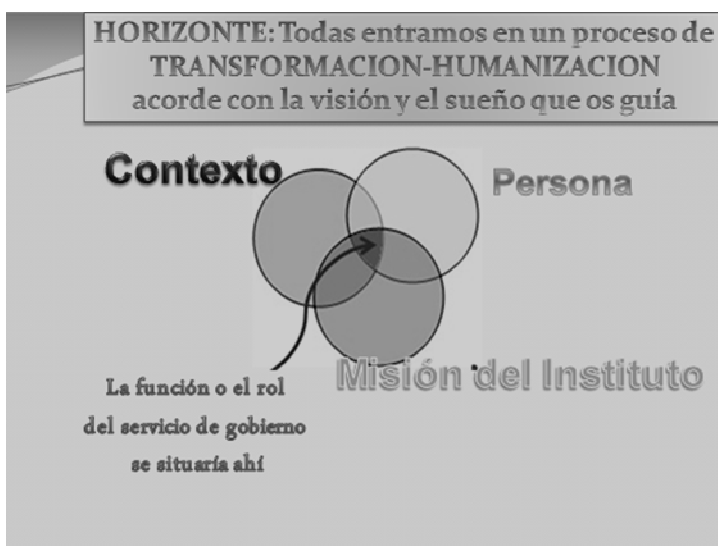 HORIZONTE: Todas entramos en un proceso de
TRANSFORMACION-HUMANIZACION
acorde con la visión y el sueño que os guía
Contexto
Persona
Misión del Instituto
La función o el rol
del servicio de gobierno
se situaría ahí